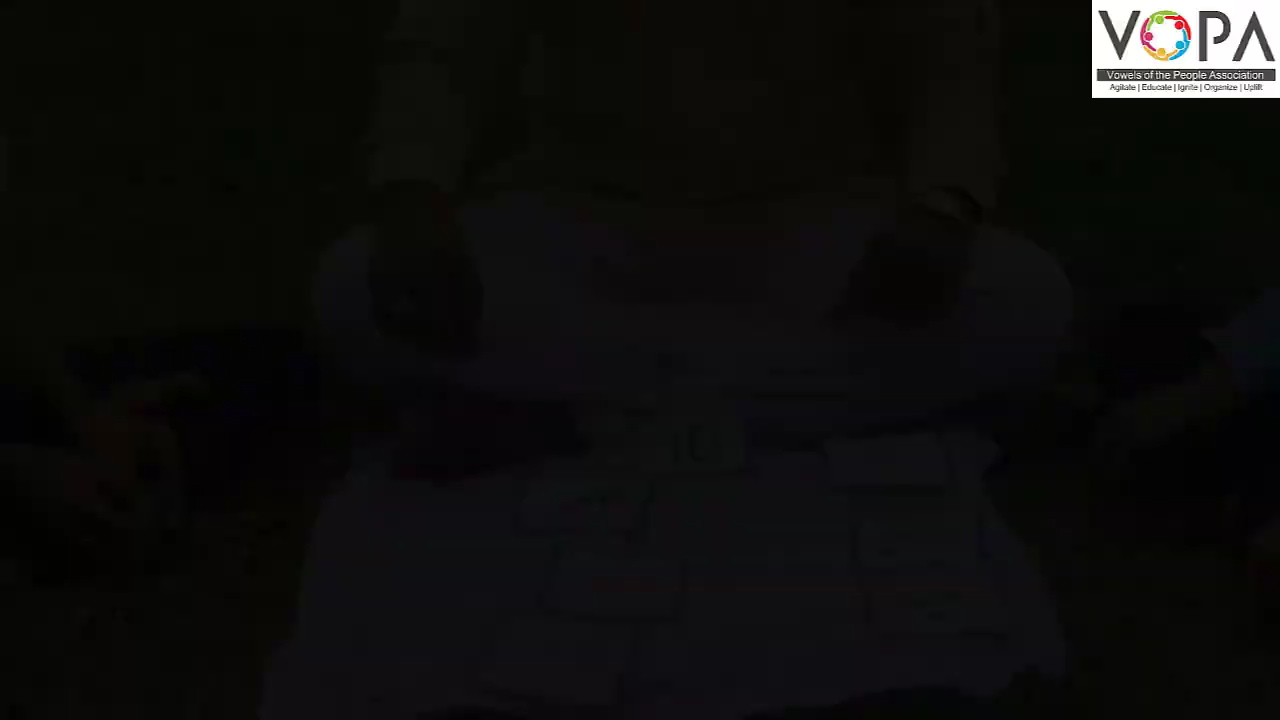 VOPA
Vowels of the People Association
Agitate | Educate | Ignite | Organize | Uplift